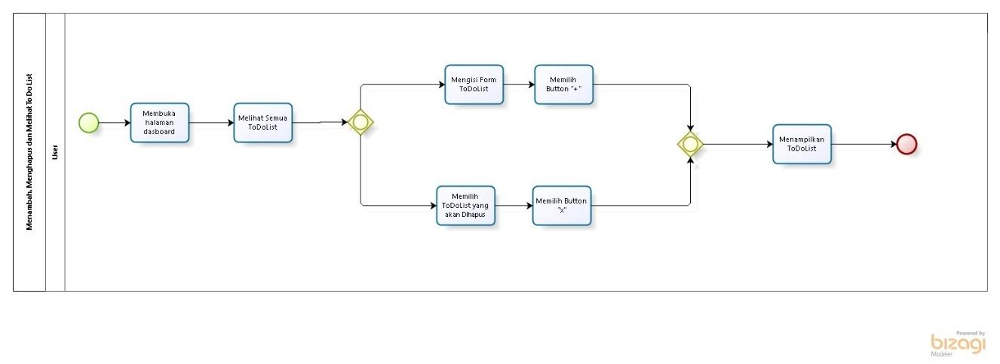 Menambah, Menghapus dan Melihat To Do List
User
Membuka
halaman
dasboard
Melihat Semua
ToDoList
Mengisi Form
ToDoList
Memilih
Button "+"
Memilih
ToDoList yang
akan Dihapus
Memilih Button
"x"
Menampilkan
ToDoList
Powered by
bizagi
Modeler